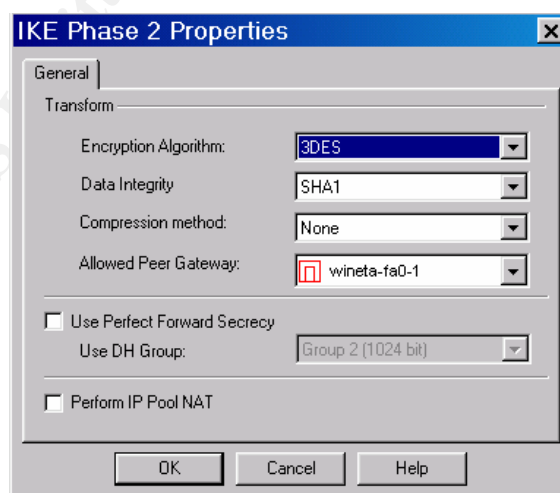 IKE Phase 2 Properties
General
Transform
Encryption Algorithm: 3DES
Data Integrity SHA1
Compression method: None
Allowed Peer Gateway: wineta-fa0-1
Use Perfect Forward Secrecy
Use DH Group: Group 2 (1024 bit)
Perform IP Pool NAT
OK Cancel Help